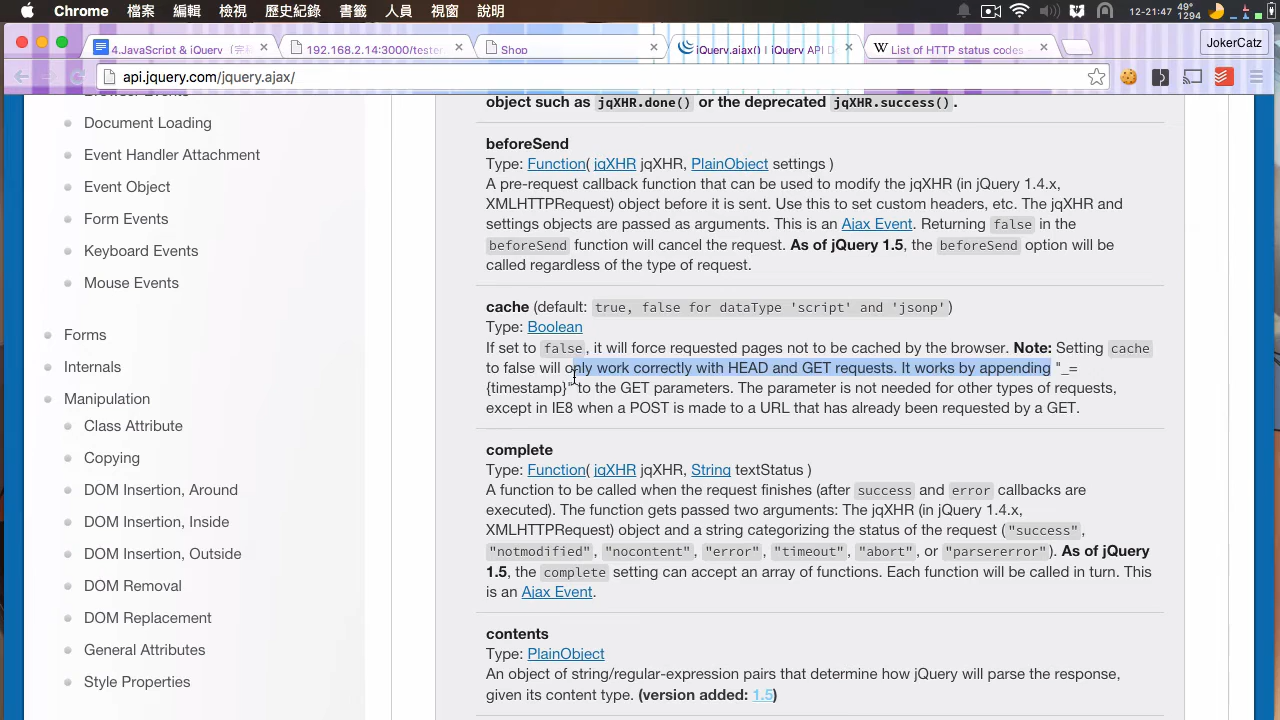 Chrome 檔案 編輯 檢視 歷史紀錄 書籤 人員 視窗 說明
49°C
1294
4.JavaScript & jQuery
192.168.2.14:3000/tester
Shop
jQuery.ajax() | jQuery API D
List of HTTP status codes
JokerCatz
api.jquery.com/jquery.ajax/
Browser Events
Document Loading
Event Handler Attachment
Event Object
Form Events
Keyboard Events
Mouse Events
Forms
Internals
Manipulation
Class Attribute
Copying
DOM Insertion, Around
DOM Insertion, Inside
DOM Insertion, Outside
DOM Removal
DOM Replacement
General Attributes
Style Properties
object such as jqXHR.done() or the deprecated jqXHR.success().
beforeSend
Type: Function( jqXHR jqXHR, PlainObject settings )
A pre-request callback function that can be used to modify the jqXHR (in jQuery 1.4.x,
XMLHTTPRequest) object before it is sent. Use this to set custom headers, etc. The jqXHR and
settings objects are passed as arguments. This is an Ajax Event. Returning false in the
beforeSend function will cancel the request. As of jQuery 1.5, the beforeSend option will be
called regardless of the type of request.
cache (default: true, false for dataType 'script' and 'jsonp')
Type: Boolean
If set to false, it will force requested pages not to be cached by the browser. Note: Setting cache
to false will only work correctly with HEAD and GET requests. It works by appending "_=
{timestamp}" to the GET parameters. The parameter is not needed for other types of requests,
except in IE8 when a POST is made to a URL that has already been requested by a GET.
complete
Type: Function( jqXHR jqXHR, String textStatus )
A function to be called when the request finishes (after success and error callbacks are
executed). The function gets passed two arguments: The jqXHR (in jQuery 1.4.x,
XMLHTTPRequest) object and a string categorizing the status of the request ("success",
"notmodified", "nocontent", "error", "timeout", "abort", or "parsererror"). As of jQuery
1.5, the complete setting can accept an array of functions. Each function will be called in turn. This
is an Ajax Event.
contents
Type: PlainObject
An object of string/regular-expression pairs that determine how jQuery will parse the response,
given its content type. (version added: 1.5)